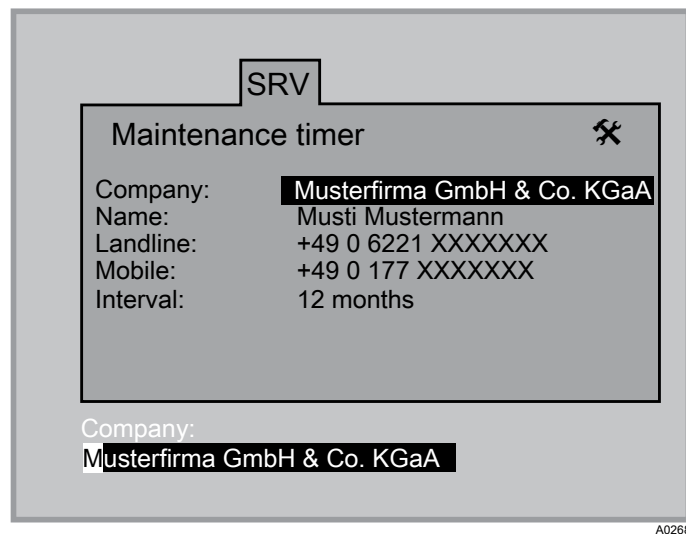 SRV
Maintenance timer
Company: Musterfirma GmbH & Co. KGaA
Name: Musti Mustermann
Landline: +49 0 6221 XXXXXXX
Mobile: +49 0 177 XXXXXXX
Interval: 12 months
Company:
Musterfirma GmbH & Co. KGaA
A0268